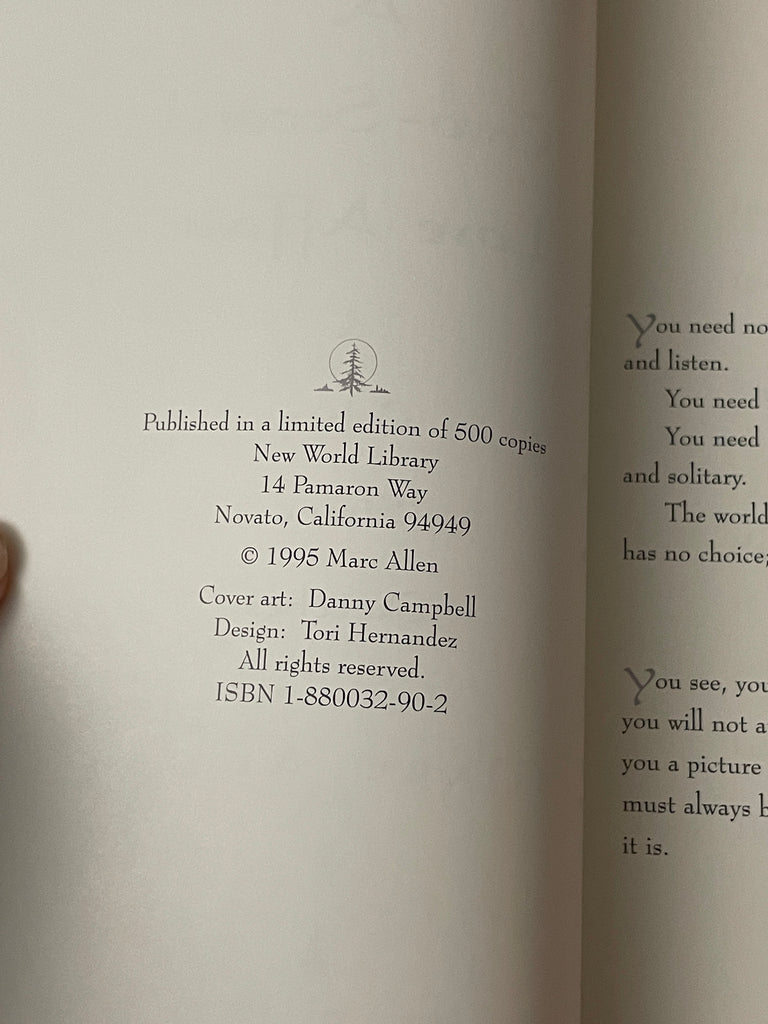 Published in a limited edition of 500 copies
New World Library
14 Pamaron Way
Novato, California 94949
© 1995 Marc Allen
Cover art: Danny Campbell
Design: Tori Hernandez
All rights reserved.
ISBN 1-880032-90-2
You need no
and listen.
You need
You need
and solitary.
The world
has no choice;
You see, you
you will not a
you a picture
must always b
it is.